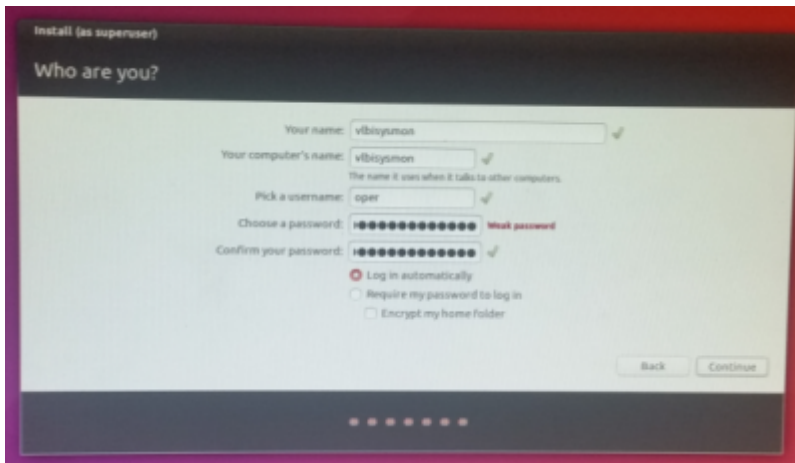 Install (as superuser)
Who are you?
Your name: vlbisysmon
Your computer's name: vlbisysmon
The name it uses when it talks to other computers.
Pick a username: oper
Choose a password: Weak password
Confirm your password:
Log in automatically
Require my password to log in
Encrypt my home folder
Back Continue